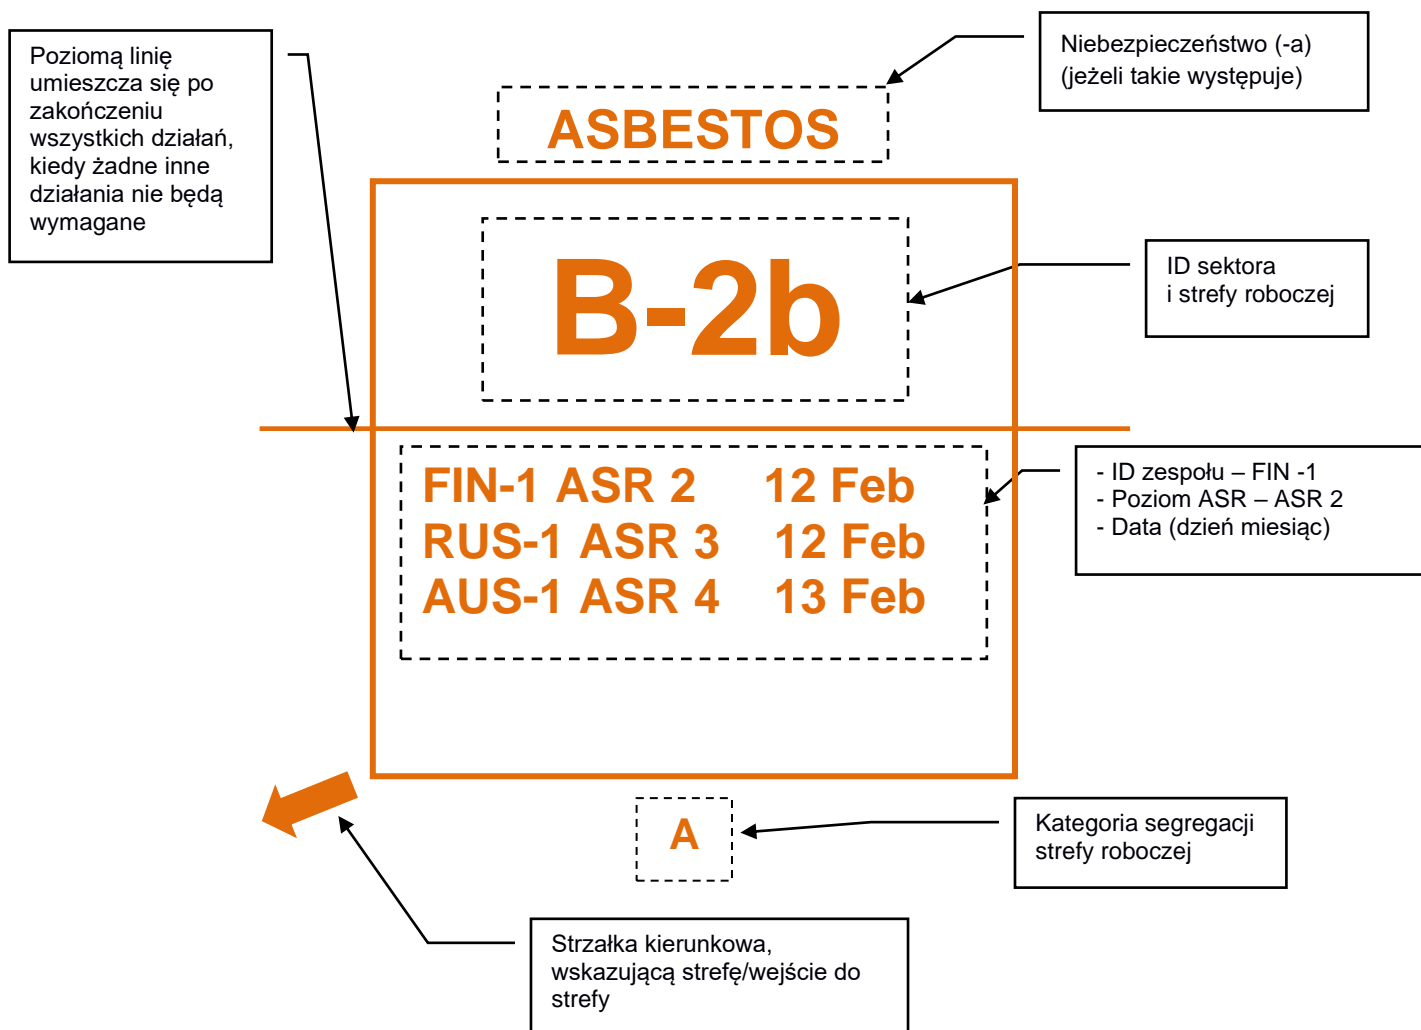 Poziomą linię
umieszcza się po
zakończeniu
wszystkich działań,
kiedy żadne inne
działania nie będą
wymagane
Niebezpieczeństwo (-a)
(jeżeli takie występuje)
ASBESTOS
B-2b
ID sektora
i strefy roboczej
FIN-1 ASR 2 12 Feb
RUS-1 ASR 3 12 Feb
AUS-1 ASR 4 13 Feb
- ID zespołu – FIN -1
- Poziom ASR – ASR 2
- Data (dzień miesiąc)
A
Kategoria segregacji
strefy roboczej
Strzałka kierunkowa,
wskazującą strefę/wejście do
strefy